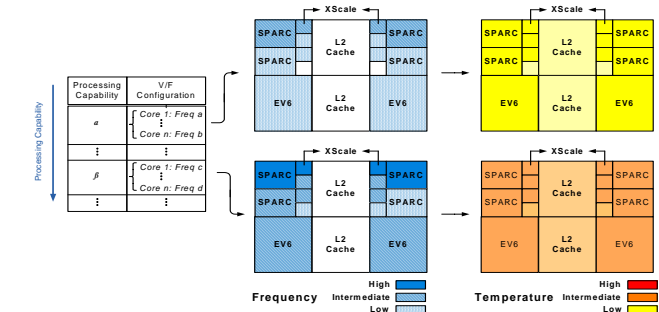 Processing Capability
Processing Capability
V/F Configuration
α
Core 1: Freq a
⋮
Core n: Freq b
⋮
⋮
β
Core 1: Freq c
⋮
Core n: Freq d
⋮
⋮
XScale
SPARC
L2 Cache
SPARC
SPARC
SPARC
EV6
L2 Cache
EV6
XScale
SPARC
L2 Cache
SPARC
SPARC
SPARC
EV6
L2 Cache
EV6
XScale
SPARC
L2 Cache
SPARC
SPARC
SPARC
EV6
L2 Cache
EV6
XScale
SPARC
L2 Cache
SPARC
SPARC
SPARC
EV6
L2 Cache
EV6
High
Frequency Intermediate
Low
High
Temperature Intermediate
Low